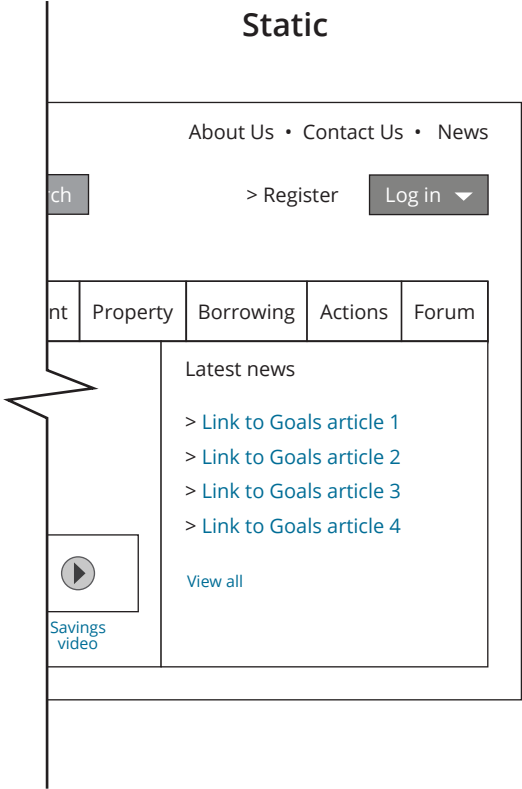 Static
About Us • Contact Us • News
rch > Register Log in
nt Property Borrowing Actions Forum
Latest news
> Link to Goals article 1
> Link to Goals article 2
> Link to Goals article 3
> Link to Goals article 4
View all
Savings
video